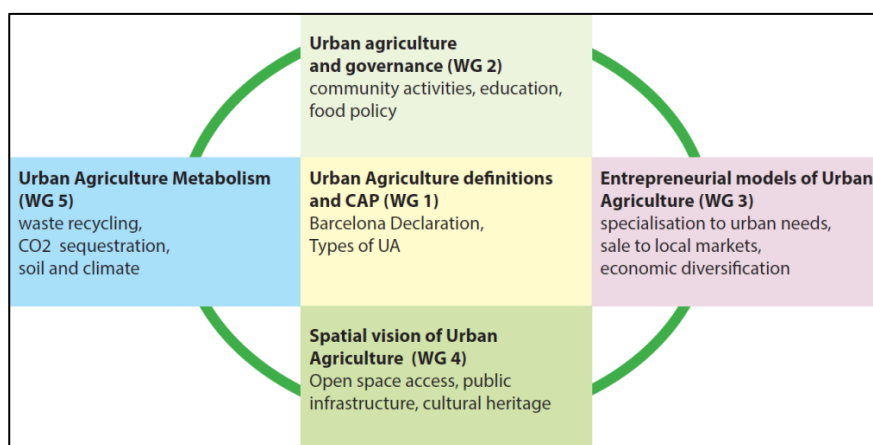 Urban agriculture
and governance (WG 2)
community activities, education,
food policy
Urban Agriculture Metabolism
(WG 5)
waste recycling,
CO2 sequestration,
soil and climate
Urban Agriculture definitions
and CAP (WG 1)
Barcelona Declaration,
Types of UA
Entrepreneurial models of Urban
Agriculture (WG 3)
specialisation to urban needs,
sale to local markets,
economic diversification
Spatial vision of Urban
Agriculture (WG 4)
Open space access, public
infrastructure, cultural heritage